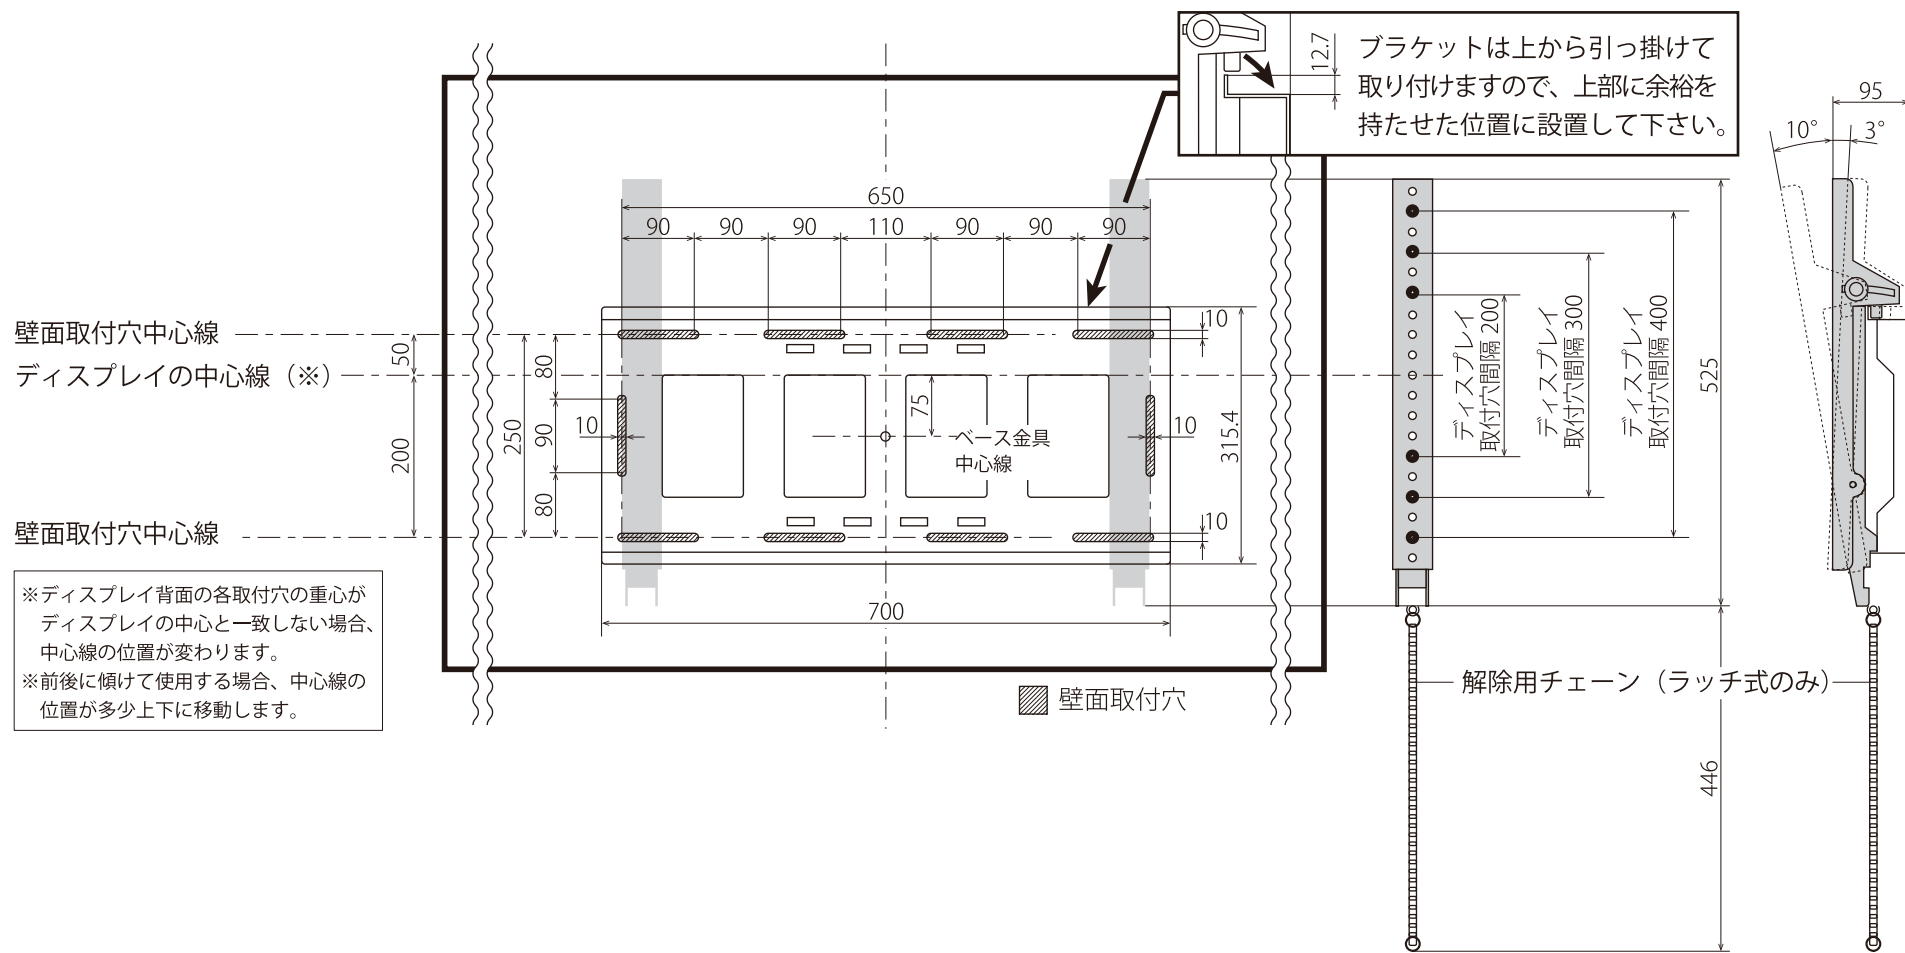 ブラケットは上から引っ掛けて
取り付けますので、上部に余裕を
持たせた位置に設置して下さい。
12.7
95
10°
3°
650
90
90
90
110
90
90
90
壁面取付穴中心線
ディスプレイの中心線（※）
壁面取付穴中心線
50
200
250
80
90
80
10
10
10
10
75
ベース金具
中心線
315.4
700
ディスプレイ
取付穴間隔 200
ディスプレイ
取付穴間隔 300
ディスプレイ
取付穴間隔 400
525
446
※ディスプレイ背面の各取付穴の重心が
ディスプレイの中心と一致しない場合、
中心線の位置が変わります。
※前後に傾けて使用する場合、中心線の
位置が多少上下に移動します。
壁面取付穴
解除用チェーン（ラッチ式のみ）